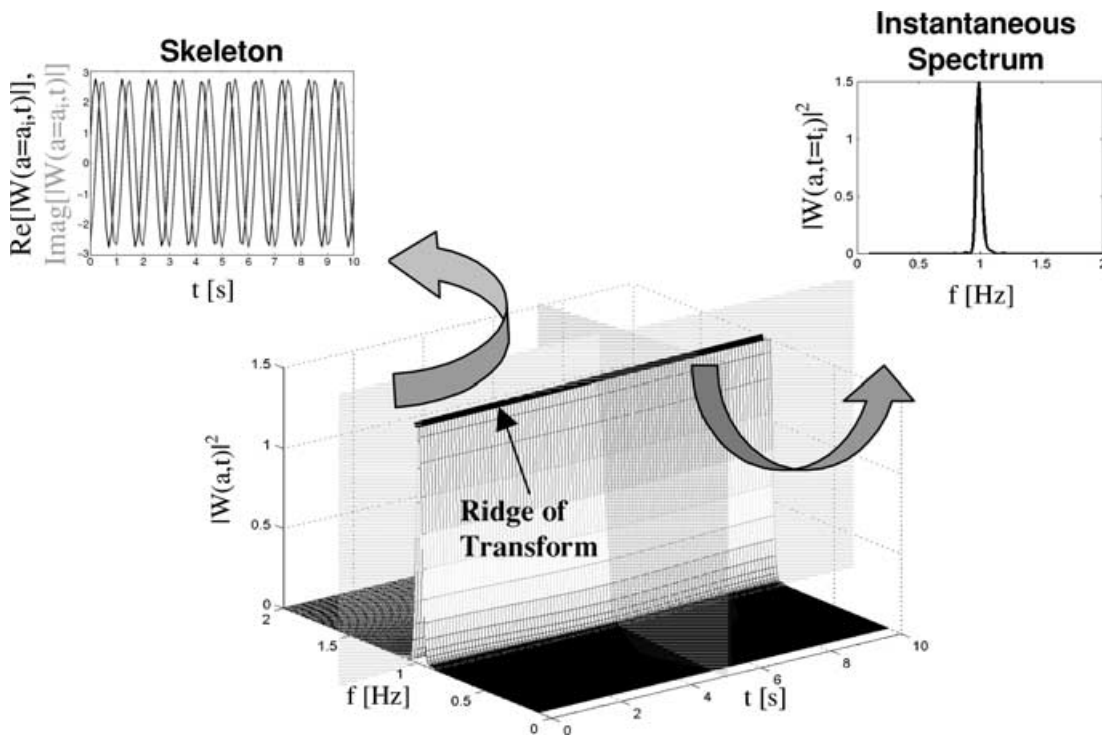 Skeleton
Re[|W(a=a_i,t)|],
Imag[|W(a=a_i,t)|]
3
2
1
0
-1
-2
-3
0 1 2 3 4 5 6 7 8 9 10
t [s]
Instantaneous
Spectrum
|W(a,t=t_i)|^2
1.5
1
0.5
0
0 0.5 1 1.5 2
f [Hz]
|W(a,t)|^2
1.5
1
0.5
0
Ridge of
Transform
2
1.5
1
0.5
0
f [Hz]
0
2
4
6
8
10
t [s]